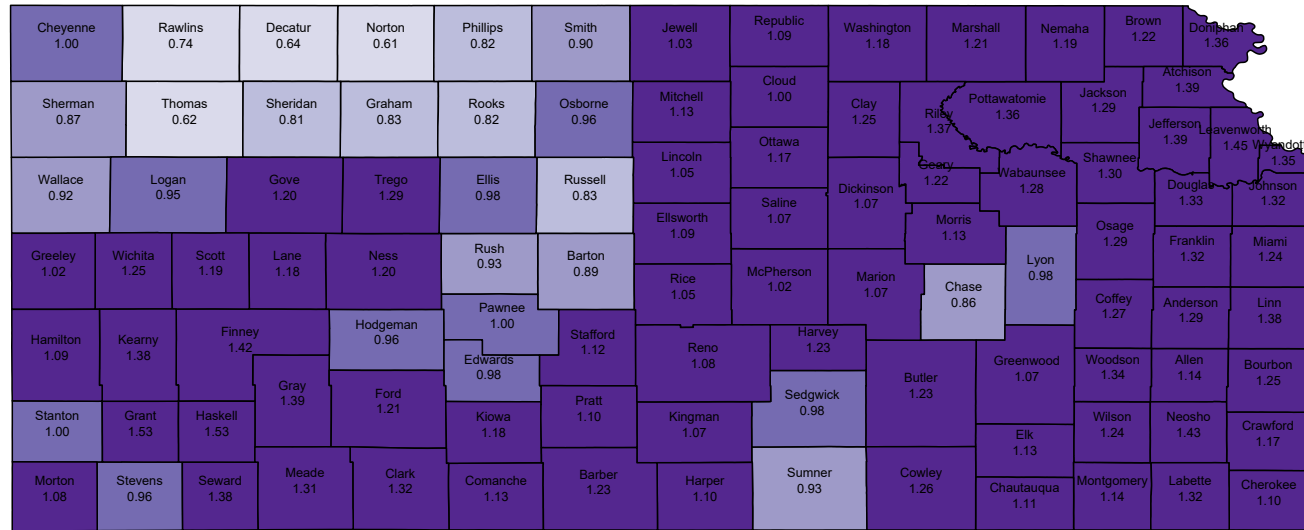 Cheyenne
1.00
Rawlins
0.74
Decatur
0.64
Norton
0.61
Phillips
0.82
Smith
0.90
Jewell
1.03
Republic
1.09
Washington
1.18
Marshall
1.21
Nemaha
1.19
Brown
1.22
Doniphan
1.36
Sherman
0.87
Thomas
0.62
Sheridan
0.81
Graham
0.83
Rooks
0.82
Osborne
0.96
Mitchell
1.13
Cloud
1.00
Clay
1.25
Riley
1.37
Pottawatomie
1.36
Jackson
1.29
Atchison
1.39
Jefferson
1.39
Leavenworth
1.45
Wyandott
1.35
Wallace
0.92
Logan
0.95
Gove
1.20
Trego
1.29
Ellis
0.98
Russell
0.83
Lincoln
1.05
Ottawa
1.17
Dickinson
1.07
Geary
1.22
Wabaunsee
1.28
Shawnee
1.30
Douglas
1.33
Johnson
1.32
Greeley
1.02
Wichita
1.25
Scott
1.19
Lane
1.18
Ness
1.20
Rush
0.93
Barton
0.89
Ellsworth
1.09
Saline
1.07
Morris
1.13
Osage
1.29
Franklin
1.32
Miami
1.24
Rice
1.05
McPherson
1.02
Marion
1.07
Chase
0.86
Lyon
0.98
Coffey
1.27
Anderson
1.29
Linn
1.38
Hamilton
1.09
Kearny
1.38
Finney
1.42
Hodgeman
0.96
Pawnee
1.00
Edwards
0.98
Stafford
1.12
Reno
1.08
Harvey
1.23
Butler
1.23
Greenwood
1.07
Woodson
1.34
Allen
1.14
Bourbon
1.25
Stanton
1.00
Grant
1.53
Haskell
1.53
Gray
1.39
Ford
1.21
Kiowa
1.18
Pratt
1.10
Kingman
1.07
Sedgwick
0.98
Elk
1.13
Wilson
1.24
Neosho
1.43
Crawford
1.17
Morton
1.08
Stevens
0.96
Seward
1.38
Meade
1.31
Clark
1.32
Comanche
1.13
Barber
1.23
Harper
1.10
Sumner
0.93
Cowley
1.26
Chautauqua
1.11
Montgomery
1.14
Labette
1.32
Cherokee
1.10